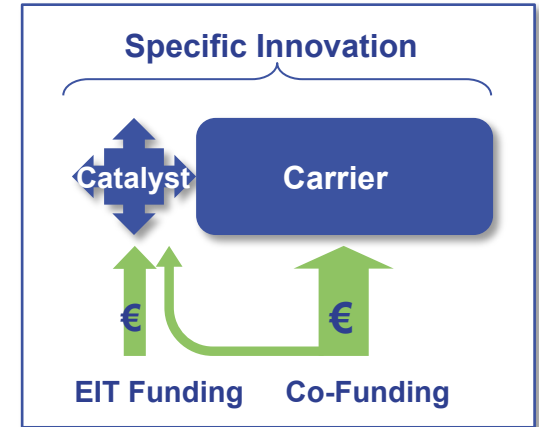 Specific Innovation
Catalyst
Carrier
€
€
EIT Funding
Co-Funding